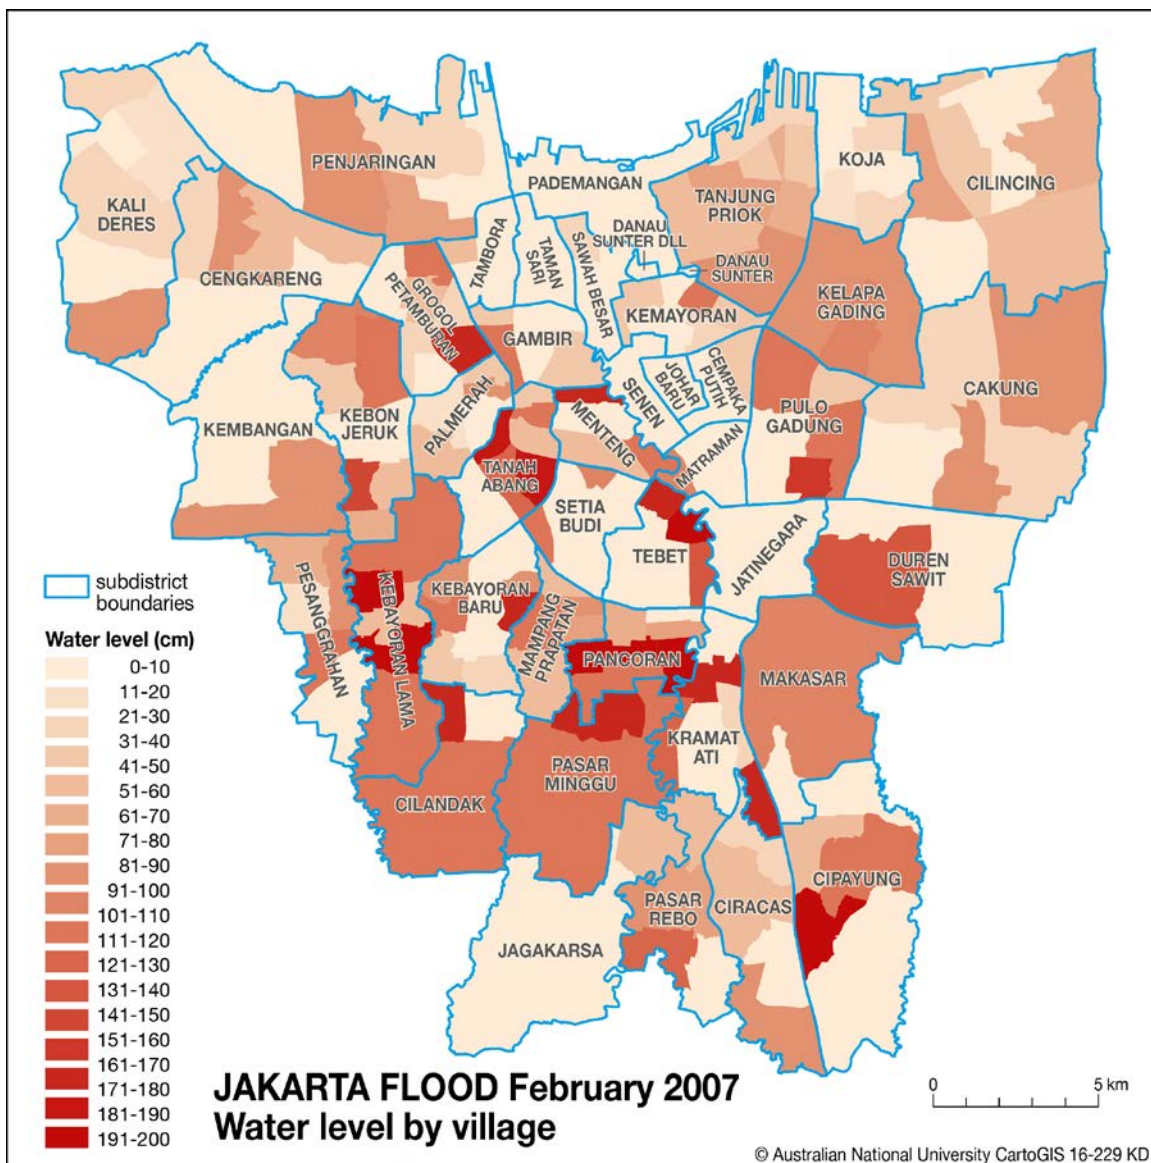 PENJARINGAN
KOJA
PADEMANGAN
CILINCING
TANJUNG
PRIOK
KALI
DERES
DANAU
SUNTER DLL
TAMBORA
TAMAN
SARI
SAWAH BESAR
CENGKARENG
DANAU
SUNTER
GROGOL
PETAMBURAN
KELAPA
GADING
KEMAYORAN
GAMBIR
CEMPAKA
PUTIH
JOHAR
BARU
SENEN
CAKUNG
KEMBANGAN
KEBON
JERUK
PALMERAH
MENTENG
PULO
GADUNG
MATRAMAN
TANAH
ABANG
SETIA
BUDI
TEBET
JATINEGARA
DUREN
SAWIT
PESANGGRAHAN
KEBAYORAN LAMA
KEBAYORAN
BARU
MAMPANG
PRAPATAN
PANCORAN
MAKASAR
KRAMAT
ATI
PASAR
MINGGU
CILANDAK
CIPAYUNG
PASAR
REBO
CIRACAS
JAGAKARSA
subdistrict
boundaries
Water level (cm)
0-10
11-20
21-30
31-40
41-50
51-60
61-70
71-80
81-90
91-100
101-110
111-120
121-130
131-140
141-150
151-160
161-170
171-180
181-190
191-200
JAKARTA FLOOD February 2007
Water level by village
0 5 km
© Australian National University CartoGIS 16-229 KD